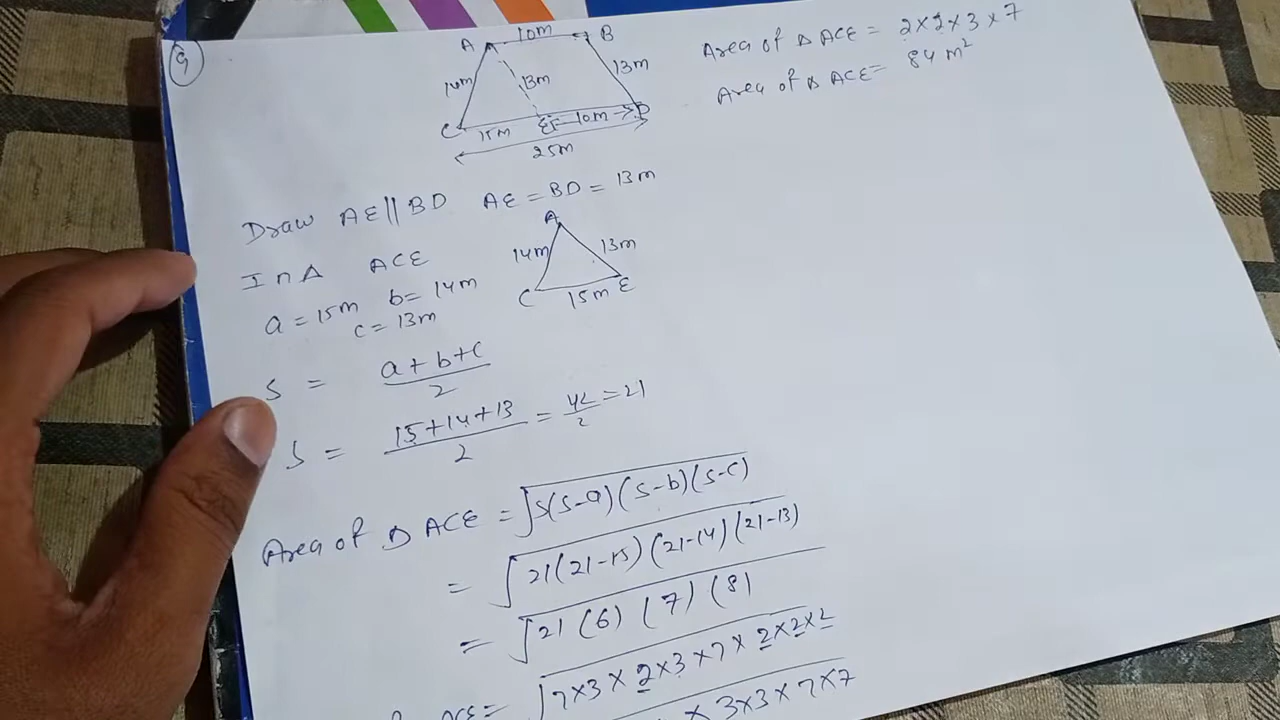 9
10m
A B
14m 13m 13m
C 15m E 10m D
25m
Draw AE || BD AE = BD = 13m
In Δ ACE
a = 15m b = 14m
c = 13m
A
14m 13m
C 15m E
S = a + b + c / 2
S = 15 + 14 + 13 / 2 = 42 / 2 = 21
Area of Δ ACE = √s(s-a)(s-b)(s-c)
= √21(21-15)(21-14)(21-13)
= √21(6)(7)(8)
ACE = √7×3×2×3×7×2×2×2
× 3×3×7×7
Area of Δ ACE = 2×2×3×7
Area of Δ ACE = 84 m²